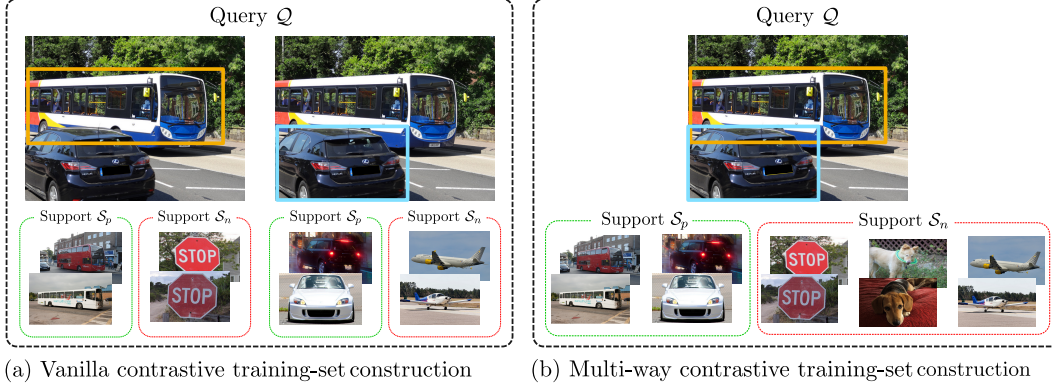 Query 𝒬
Support 𝒮ₚ
Support 𝒮ₙ
Support 𝒮ₚ
Support 𝒮ₙ
STOP
STOP
(a) Vanilla contrastive training-set construction
Query 𝒬
Support 𝒮ₚ
Support 𝒮ₙ
STOP
STOP
(b) Multi-way contrastive training-set construction